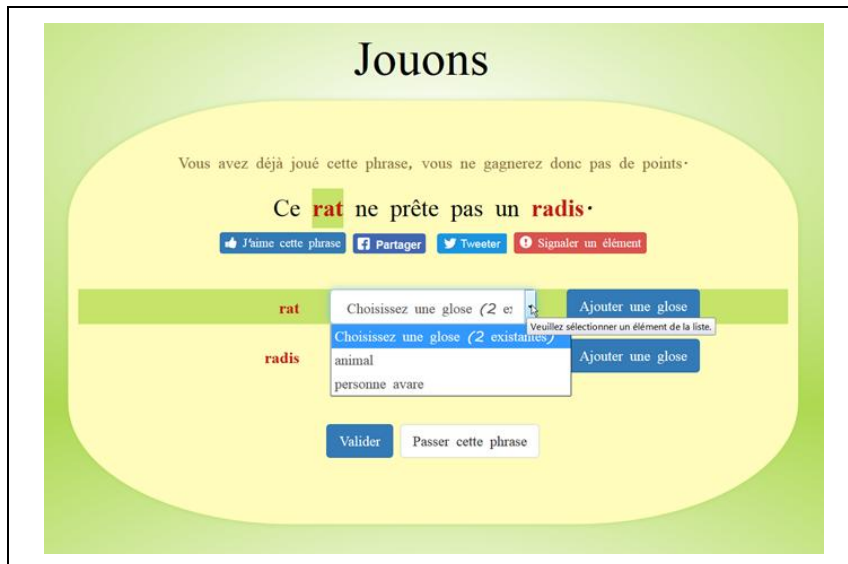 Jouons
Vous avez déjà joué cette phrase, vous ne gagnerez donc pas de points·
Ce rat ne prête pas un radis·
J'aime cette phrase Partager Tweeter Signaler un élément
rat Choisissez une glose (2 ex Ajouter une glose
Veuillez sélectionner un élément de la liste.
Choisissez une glose (2 existantes)
radis animal Ajouter une glose
personne avare
Valider Passer cette phrase